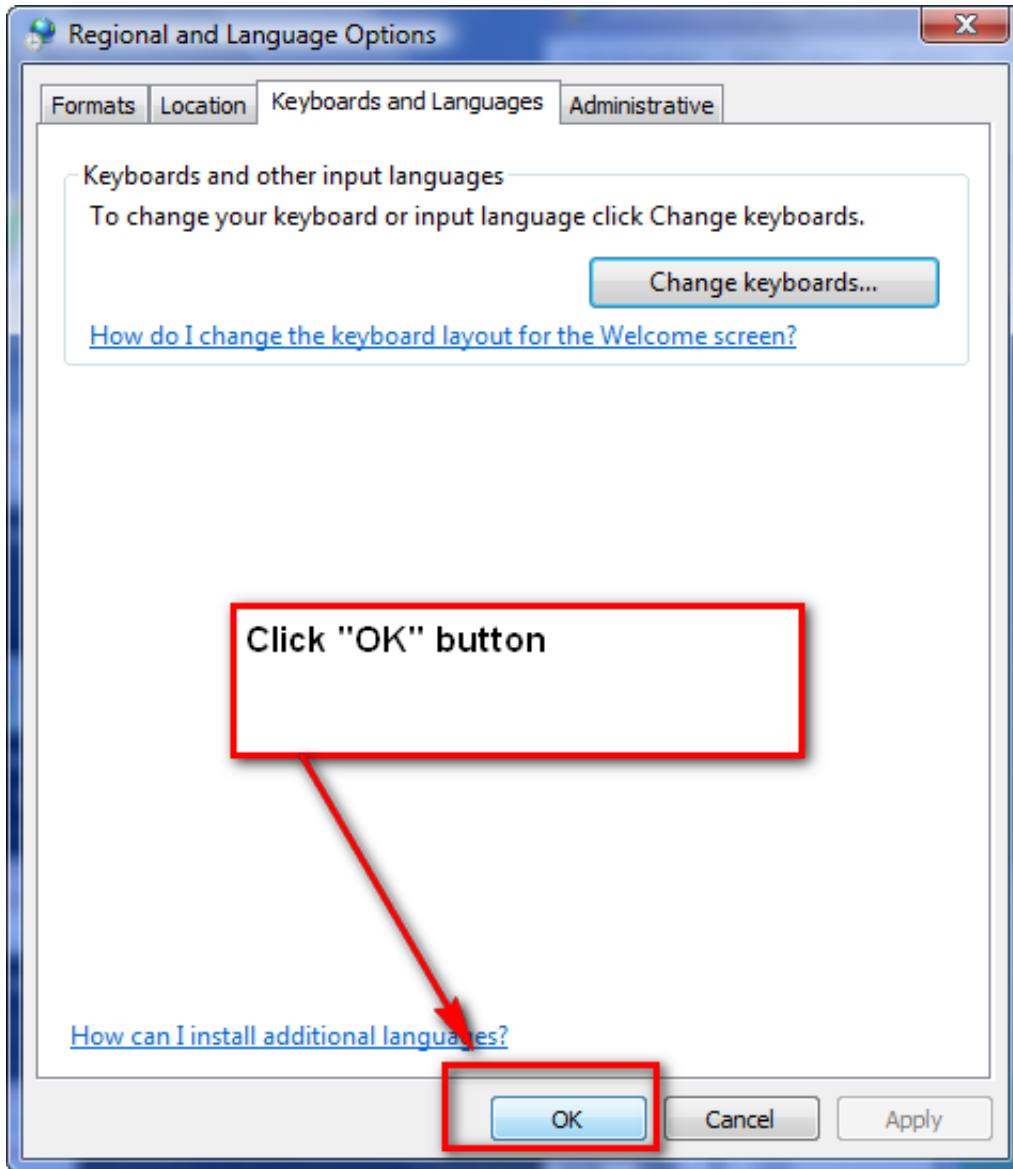 Regional and Language Options
X
Formats Location Keyboards and Languages Administrative
Keyboards and other input languages
To change your keyboard or input language click Change keyboards.
Change keyboards...
How do I change the keyboard layout for the Welcome screen?
Click "OK" button
How can I install additional languages?
OK Cancel Apply